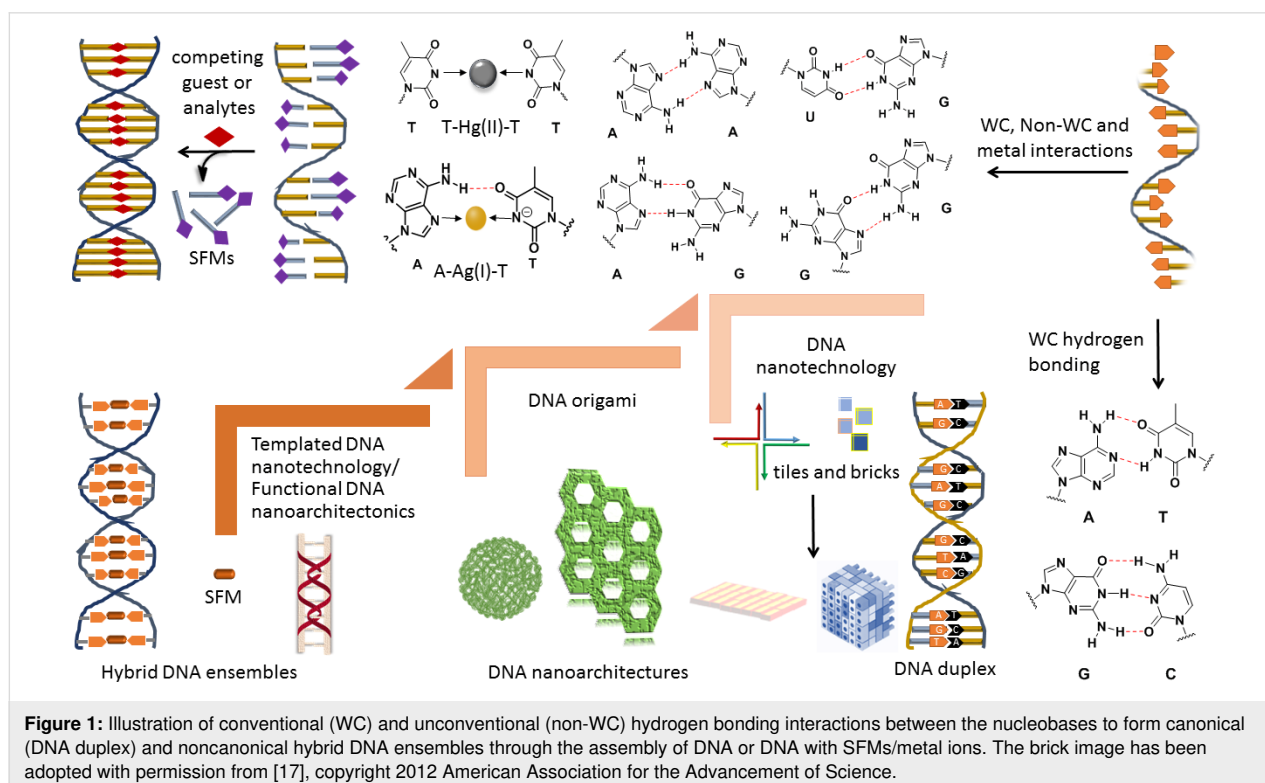 competing
guest or
analytes
SFMs
T T-Hg(II)-T T
A A
U G
WC, Non-WC and
metal interactions
A T
A-Ag(I)-T
A G G
G
WC hydrogen
bonding
A T
G C
DNA
nanotechnology
tiles and bricks
DNA origami
Templated DNA
nanotechnology/
Functional DNA
nanoarchitectonics
SFM
Hybrid DNA ensembles
DNA nanoarchitectures
A T
G C
G C
A T
G C
G C
T A
C G
A T
G C
T A
DNA duplex
N N O O H
Figure 1: Illustration of conventional (WC) and unconventional (non-WC) hydrogen bonding interactions between the nucleobases to form canonical
(DNA duplex) and noncanonical hybrid DNA ensembles through the assembly of DNA or DNA with SFMs/metal ions. The brick image has been
adopted with permission from [17], copyright 2012 American Association for the Advancement of Science.